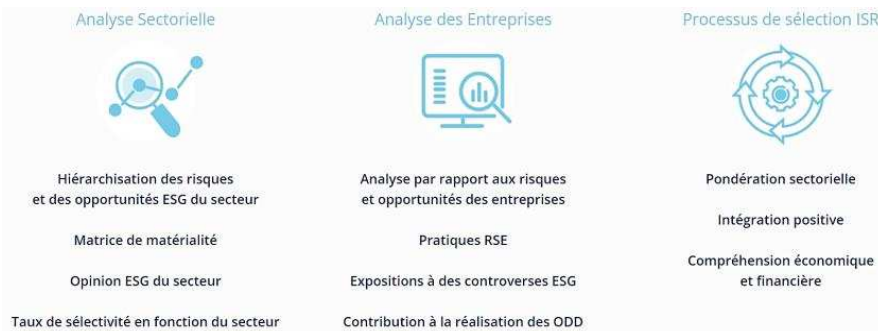 Analyse Sectorielle
Hiérarchisation des risques
et des opportunités ESG du secteur
Matrice de matérialité
Opinion ESG du secteur
Taux de sélectivité en fonction du secteur
Analyse des Entreprises
Analyse par rapport aux risques
et opportunités des entreprises
Pratiques RSE
Expositions à des controverses ESG
Contribution à la réalisation des ODD
Processus de sélection ISR
Pondération sectorielle
Intégration positive
Compréhension économique
et financière